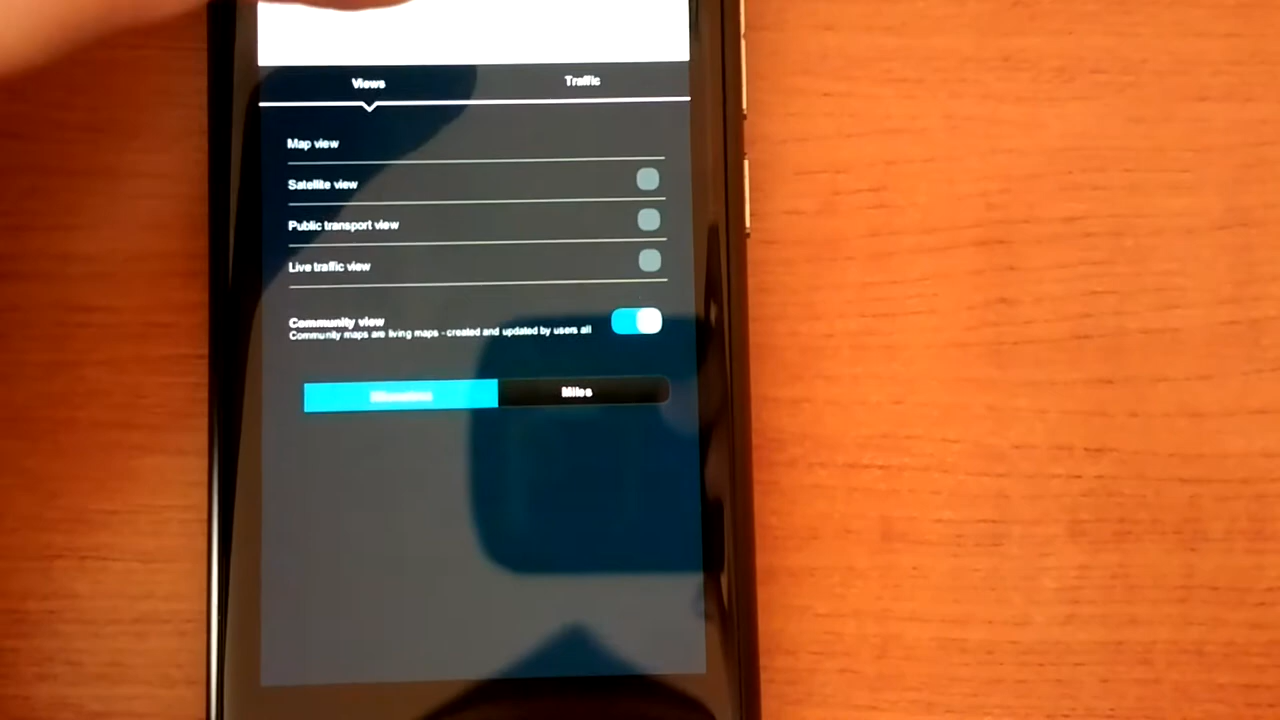 Views
Traffic
Map view
Satellite view
Public transport view
Live traffic view
Community view
Community maps are living maps - created and updated by users all
Miles